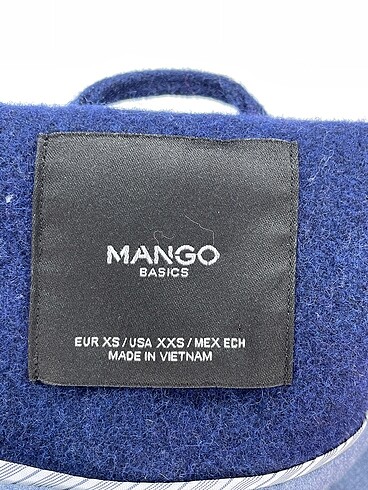 MANGO
BASICS
EUR XS / USA XXS / MEX ECH
MADE IN VIETNAM